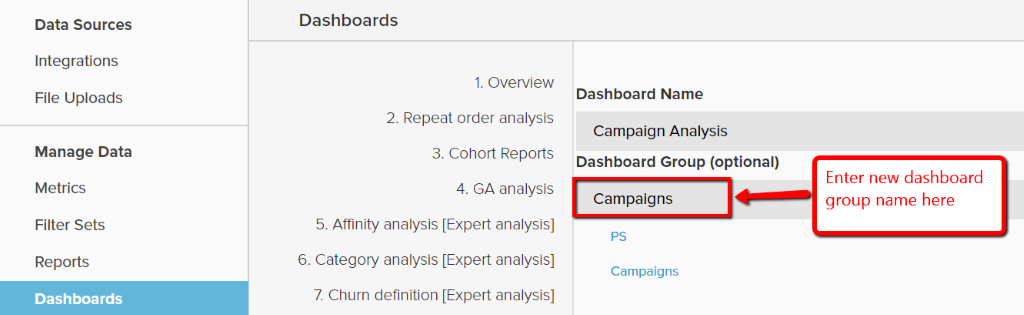 Data Sources
Integrations
File Uploads
Manage Data
Metrics
Filter Sets
Reports
Dashboards
Dashboards
1. Overview
2. Repeat order analysis
3. Cohort Reports
4. GA analysis
5. Affinity analysis [Expert analysis]
6. Category analysis [Expert analysis]
7. Churn definition [Expert analysis]
Dashboard Name
Campaign Analysis
Dashboard Group (optional)
Campaigns
PS
Campaigns
Enter new dashboard
group name here